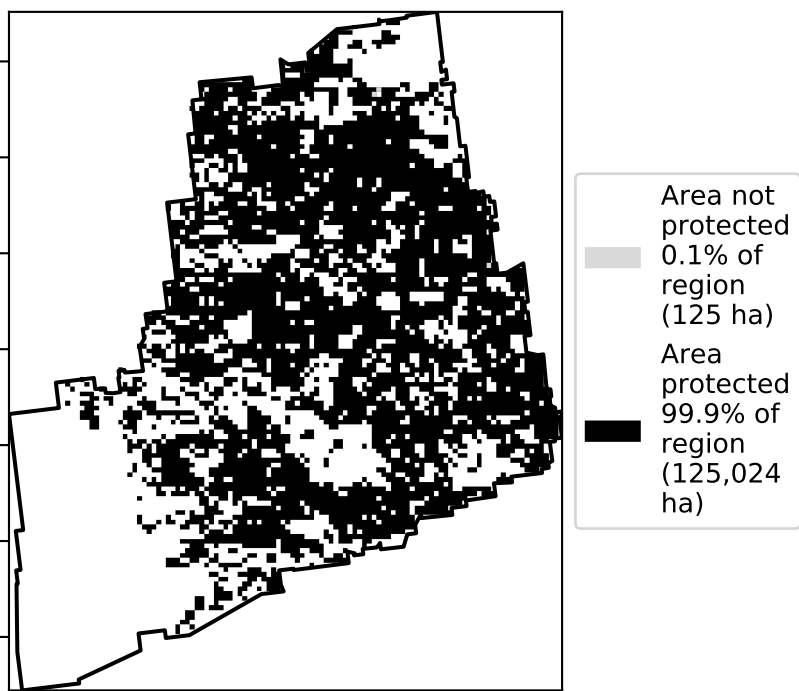 Area not
protected
0.1% of
region
(125 ha)
Area
protected
99.9% of
region
(125,024
ha)